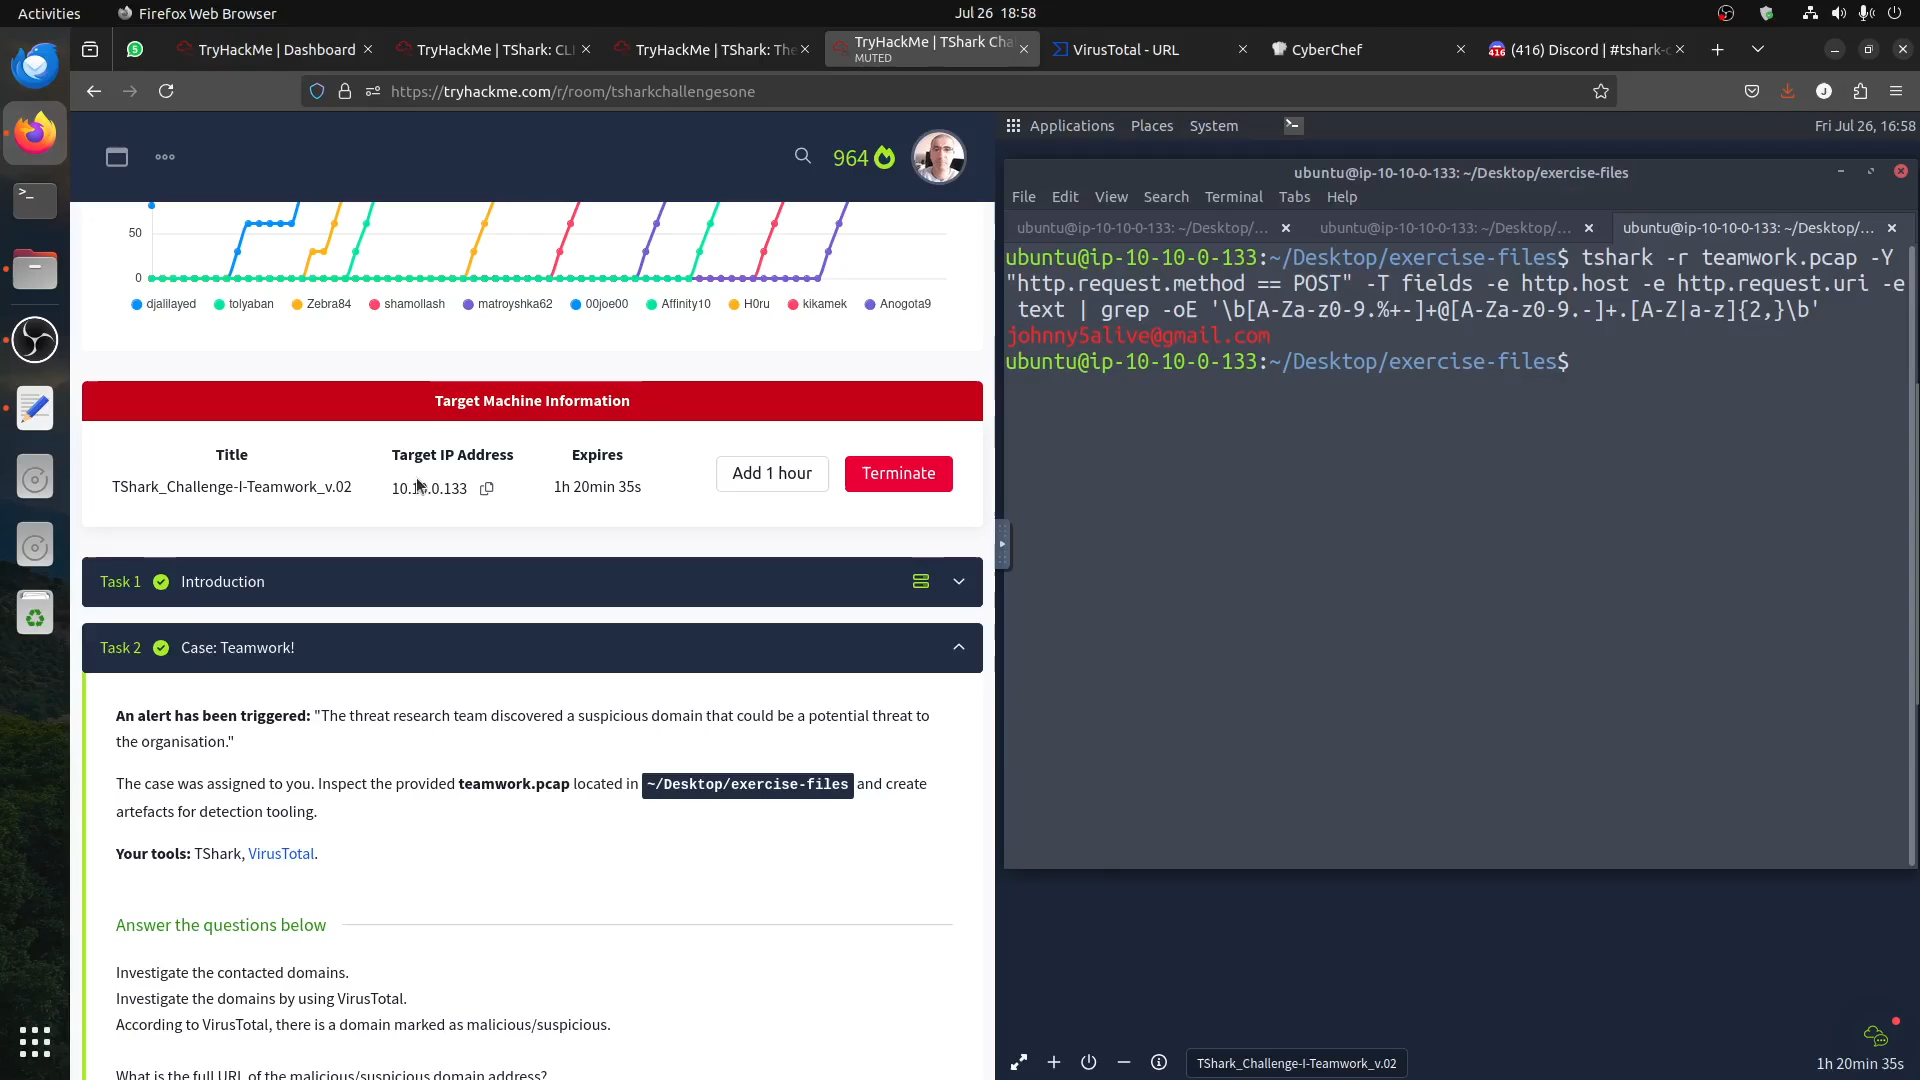 Activities
Firefox Web Browser
Jul 26 18:58
TryHackMe | Dashboard
TryHackMe | TShark: CLI
TryHackMe | TShark: The
TryHackMe | TShark Cha
MUTED
VirusTotal - URL
CyberChef
(416) Discord | #tshark-c
https://tryhackme.com/r/room/tsharkchallengesone
964
50
0
djalilayed
tolyaban
Zebra84
shamollash
matroyshka62
00joe00
Affinity10
H0ru
kikamek
Anogota9
Target Machine Information
Title
Target IP Address
Expires
TShark_Challenge-I-Teamwork_v.02
1h 20min 35s
Add 1 hour
Terminate
Task 1
Introduction
Task 2
Case: Teamwork!
An alert has been triggered: "The threat research team discovered a suspicious domain that could be a potential threat to
the organisation."
The case was assigned to you. Inspect the provided teamwork.pcap located in ~/Desktop/exercise-files and create
artefacts for detection tooling.
Your tools: TShark, VirusTotal.
Answer the questions below
Investigate the contacted domains.
Investigate the domains by using VirusTotal.
According to VirusTotal, there is a domain marked as malicious/suspicious.
What is the full URL of the malicious/suspicious domain address?
Applications
Places
System
Fri Jul 26, 16:58
ubuntu@ip-10-10-0-133: ~/Desktop/exercise-files
File Edit View Search Terminal Tabs Help
ubuntu@ip-10-10-0-133: ~/Desktop/...
ubuntu@ip-10-10-0-133: ~/Desktop/...
ubuntu@ip-10-10-0-133: ~/Desktop/...
ubuntu@ip-10-10-0-133:~/Desktop/exercise-files$ tshark -r teamwork.pcap -Y
"http.request.method == POST" -T fields -e http.host -e http.request.uri -e
text | grep -oE '\b[A-Za-z0-9.%+-]+@[A-Za-z0-9.-]+.[A-Z|a-z]{2,}\b'
johnny5alive@gmail.com
ubuntu@ip-10-10-0-133:~/Desktop/exercise-files$
TShark_Challenge-I-Teamwork_v.02
1h 20min 35s